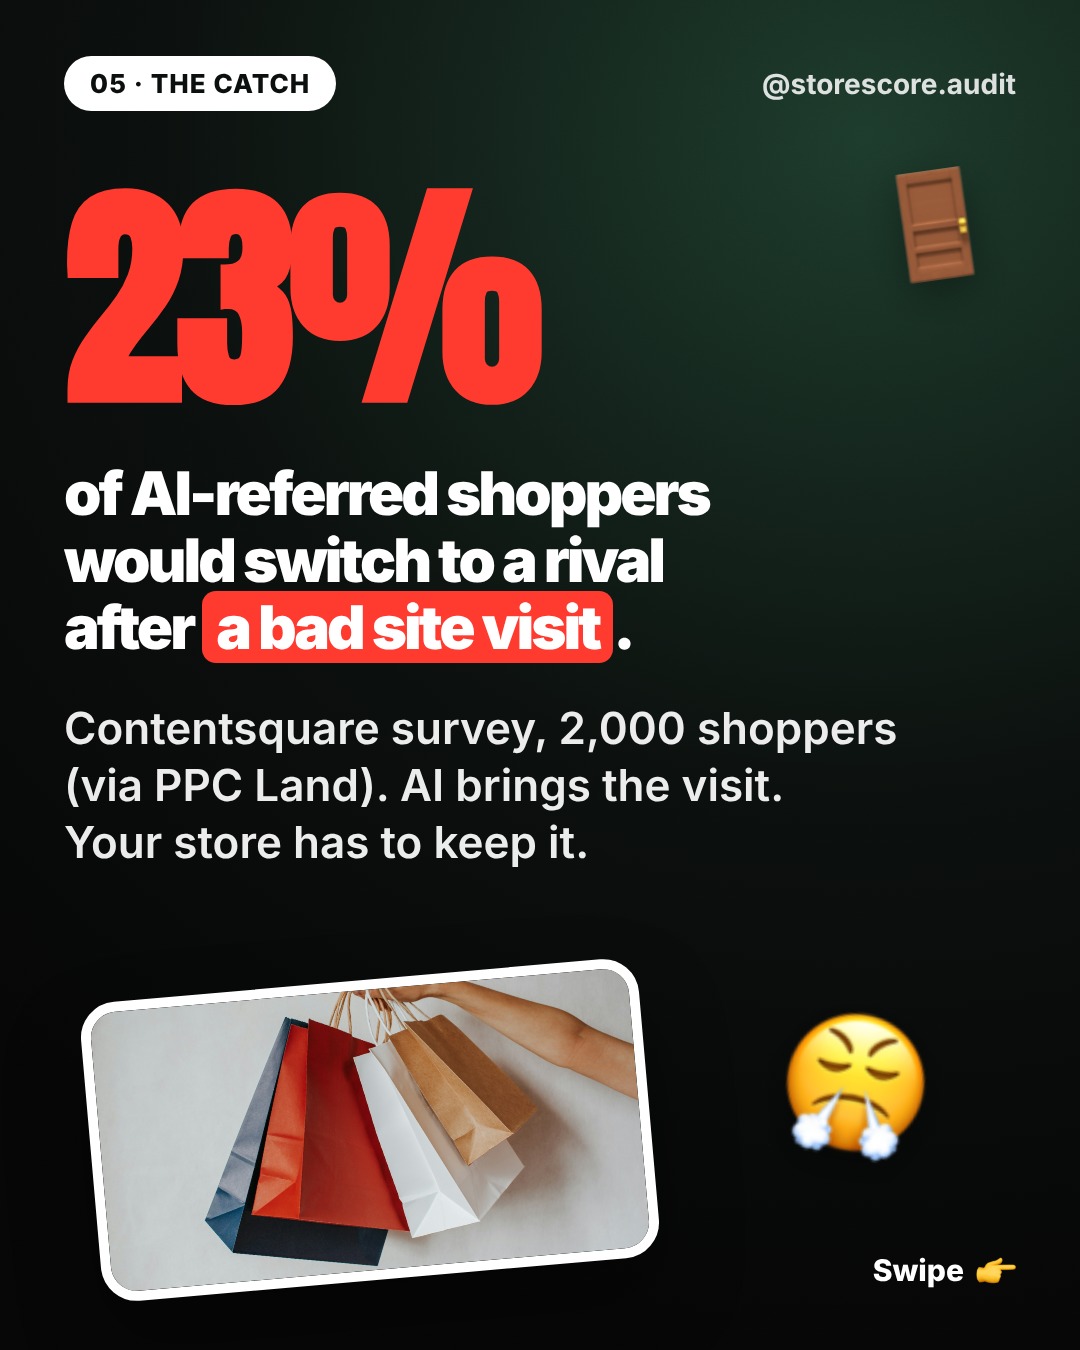 05 · THE CATCH
@storescore.audit
23%
of AI-referred shoppers
would switch to a rival
after a bad site visit.
Contentsquare survey, 2,000 shoppers
(via PPC Land). AI brings the visit.
Your store has to keep it.
Swipe 👉